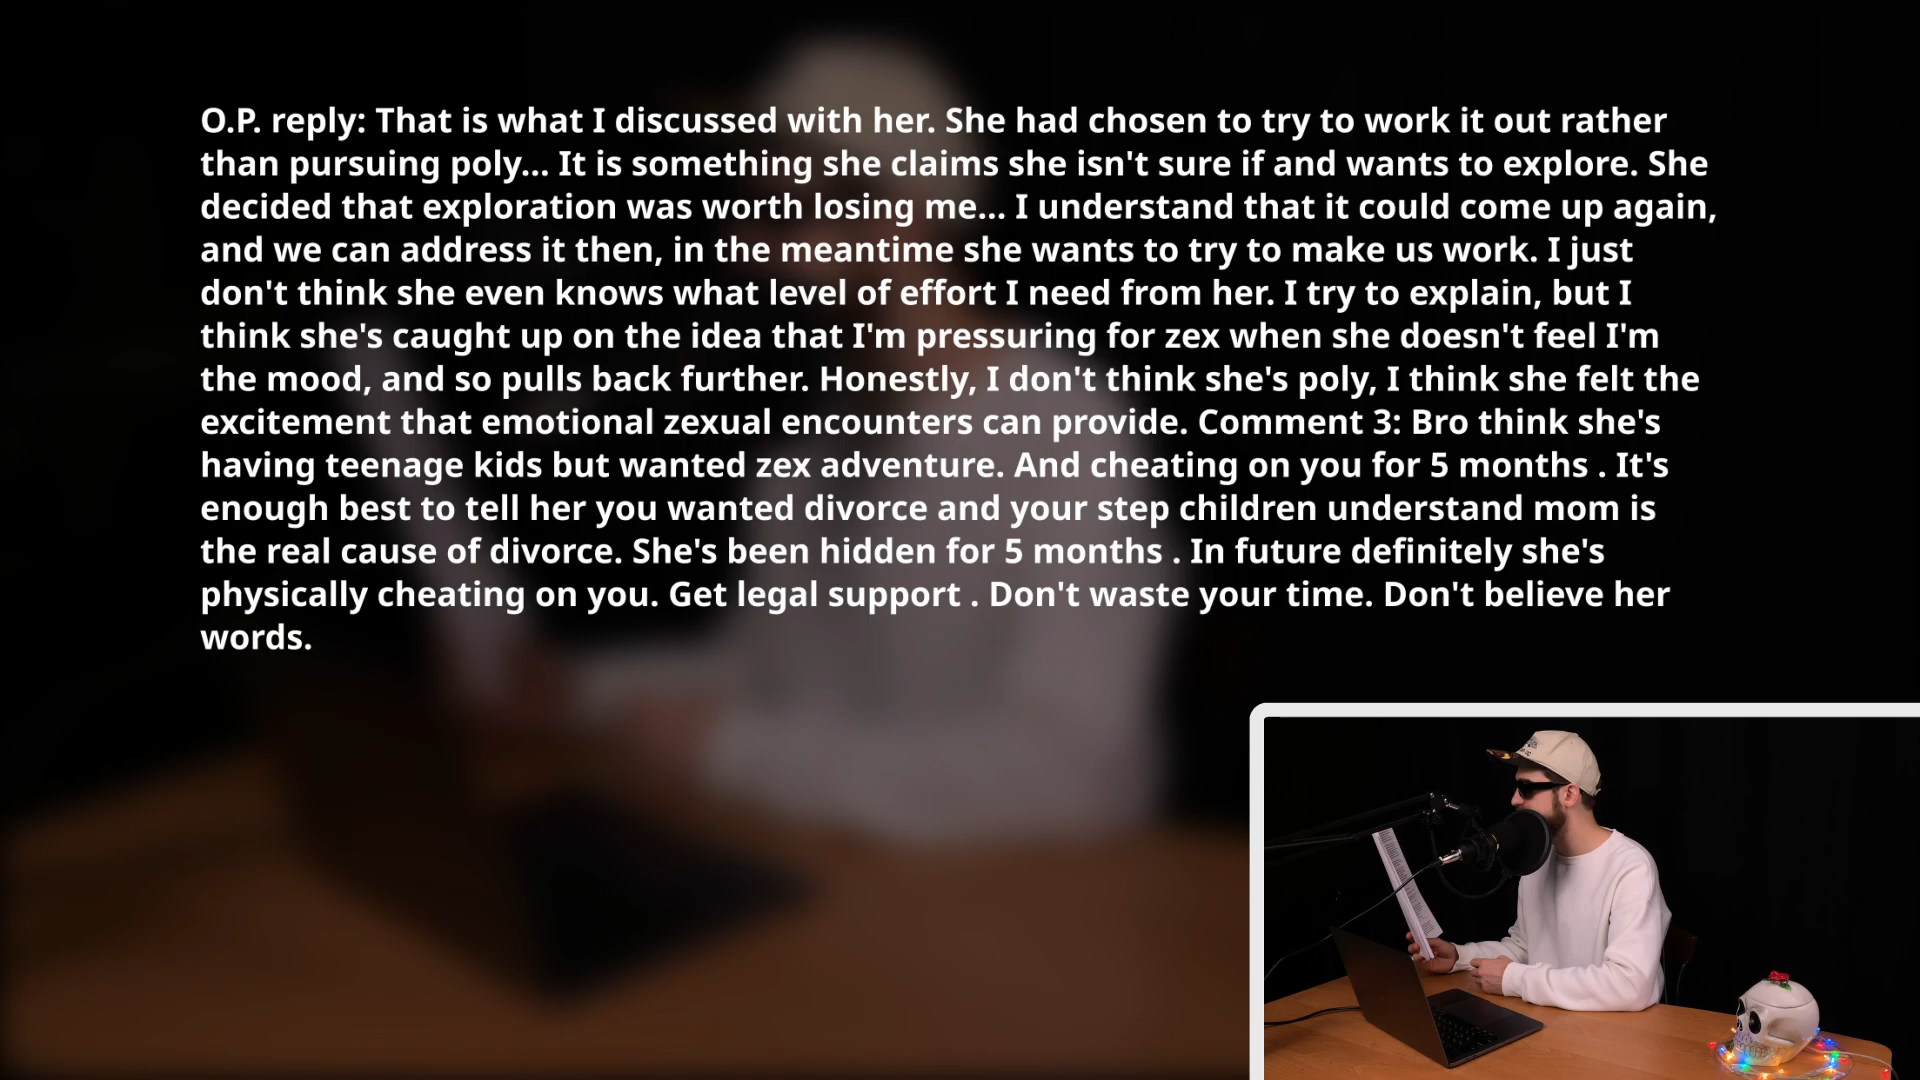 O.P. reply: That is what I discussed with her. She had chosen to try to work it out rather
than pursuing poly... It is something she claims she isn't sure if and wants to explore. She
decided that exploration was worth losing me... I understand that it could come up again,
and we can address it then, in the meantime she wants to try to make us work. I just
don't think she even knows what level of effort I need from her. I try to explain, but I
think she's caught up on the idea that I'm pressuring for zex when she doesn't feel I'm
the mood, and so pulls back further. Honestly, I don't think she's poly, I think she felt the
excitement that emotional zexual encounters can provide. Comment 3: Bro think she's
having teenage kids but wanted zex adventure. And cheating on you for 5 months . It's
enough best to tell her you wanted divorce and your step children understand mom is
the real cause of divorce. She's been hidden for 5 months . In future definitely she's
physically cheating on you. Get legal support . Don't waste your time. Don't believe her
words.